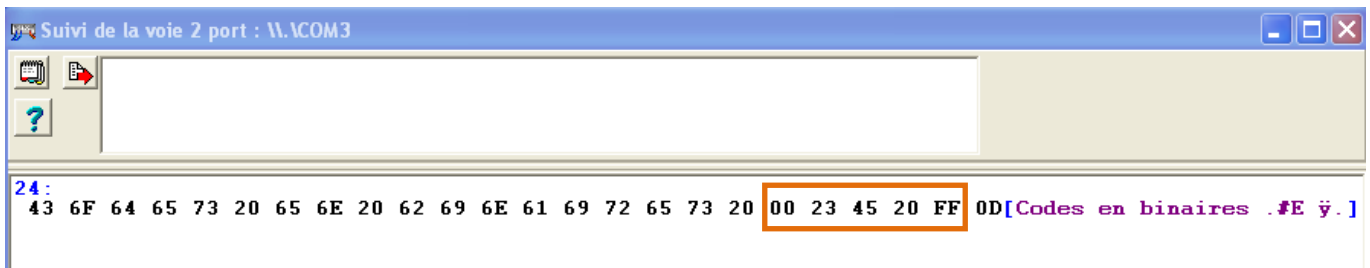 Suivi de la voie 2 port : \\.\COM3
24:
43 6F 64 65 73 20 65 6E 20 62 69 6E 61 69 72 65 73 20 00 23 45 20 FF 0D[Codes en binaires .#E ÿ.]